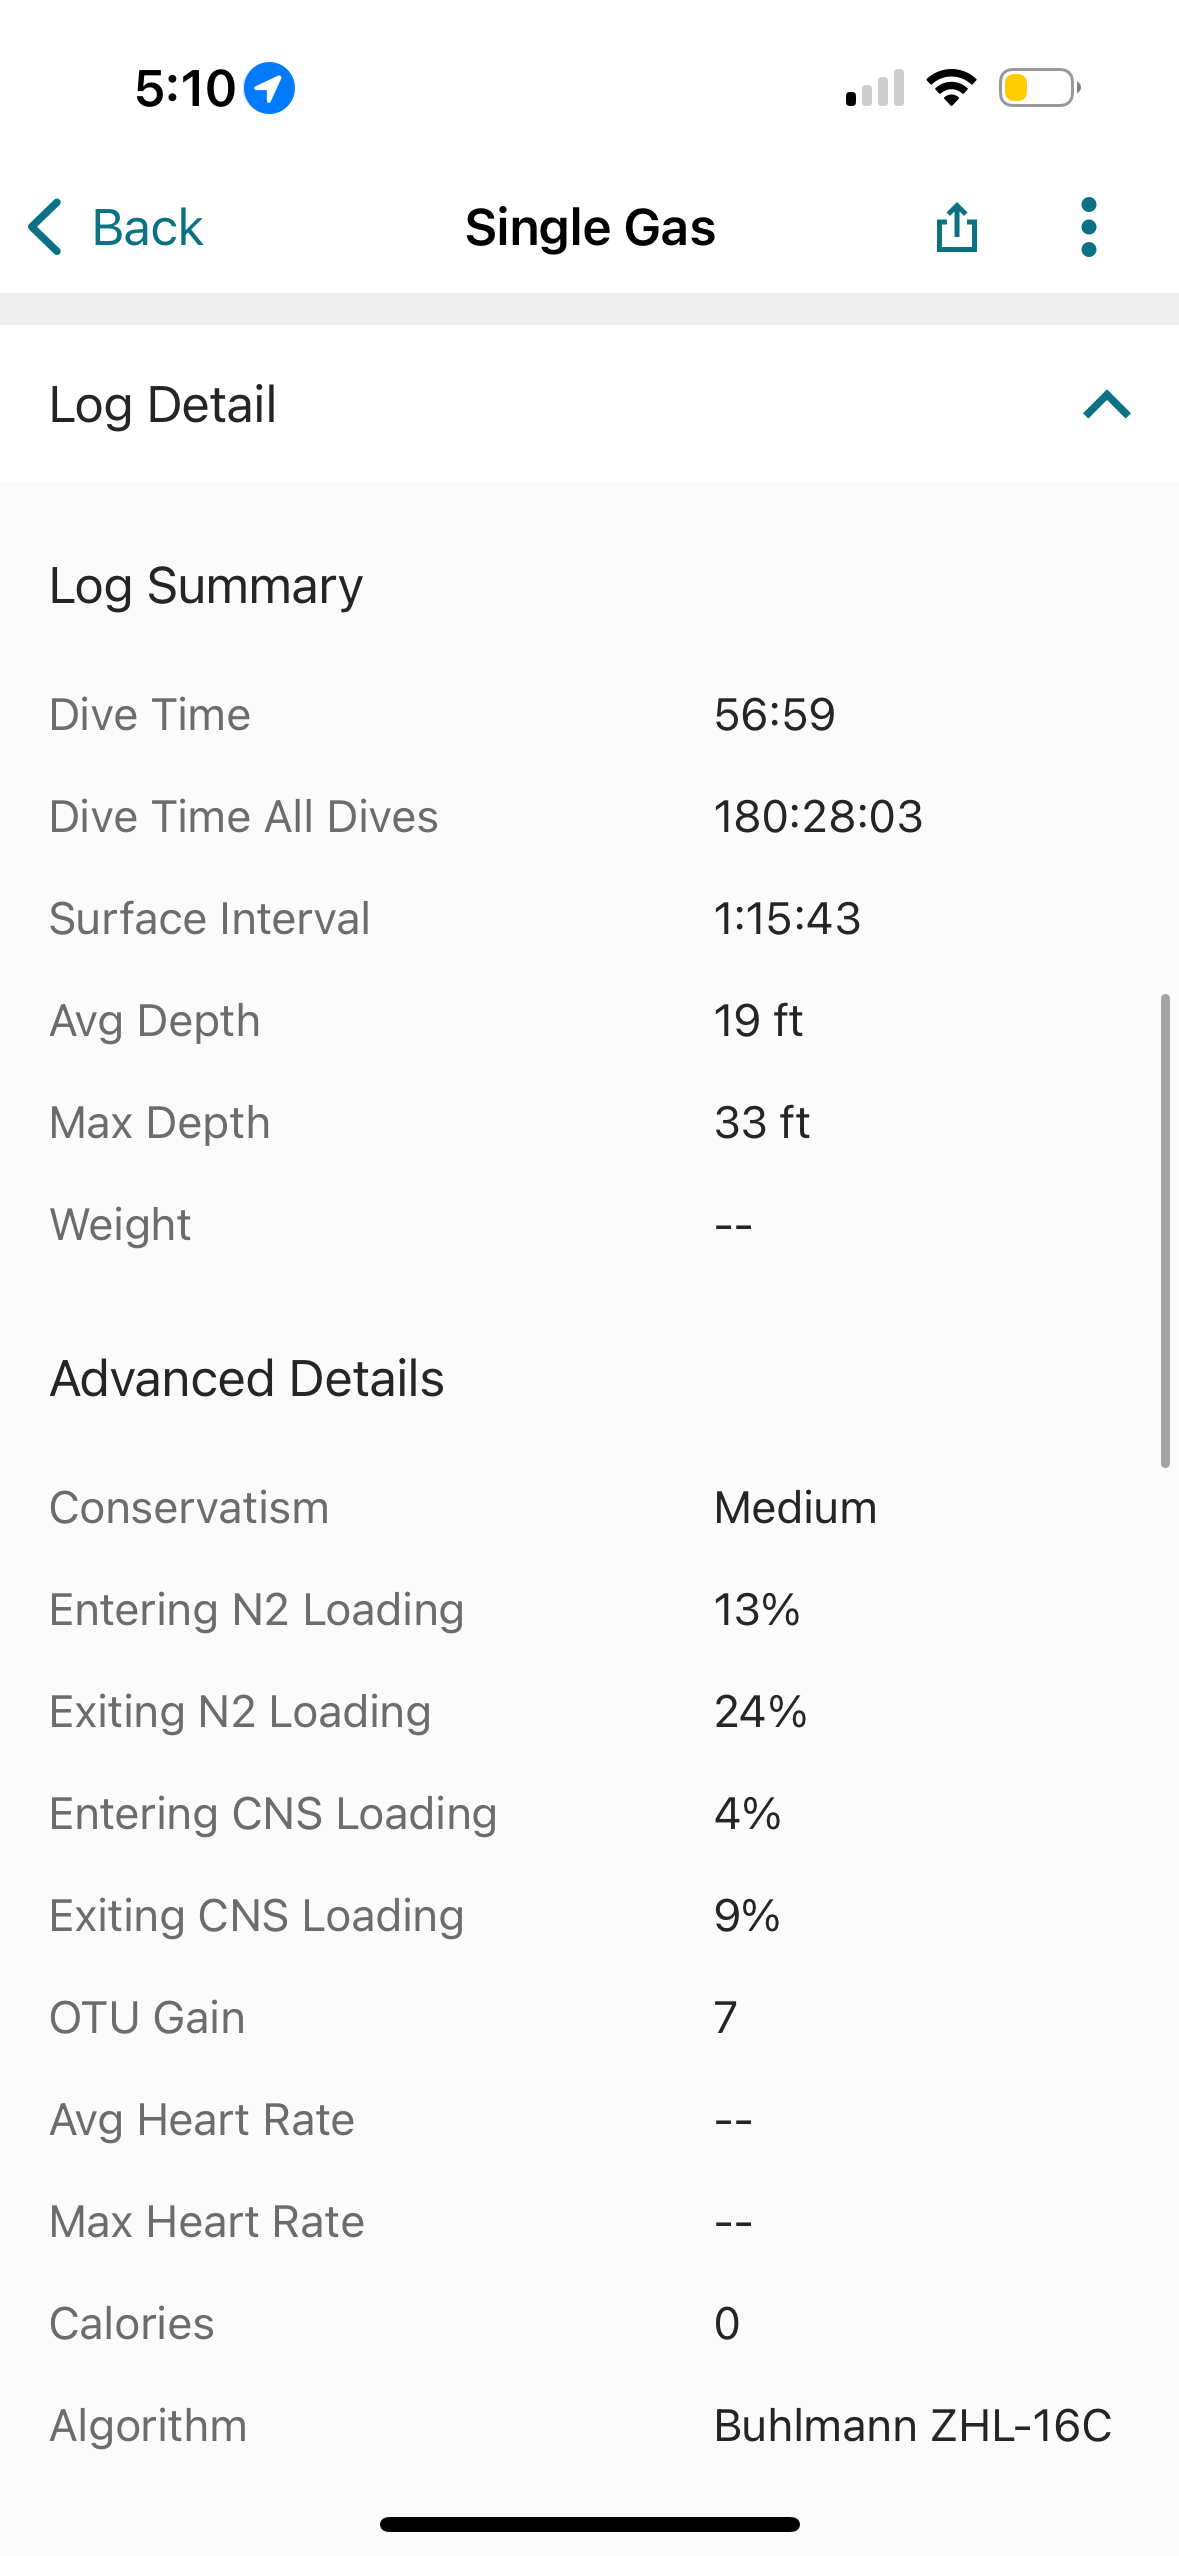 5:10
Back Single Gas
Log Detail
Log Summary
Dive Time 56:59
Dive Time All Dives 180:28:03
Surface Interval 1:15:43
Avg Depth 19 ft
Max Depth 33 ft
Weight --
Advanced Details
Conservatism Medium
Entering N2 Loading 13%
Exiting N2 Loading 24%
Entering CNS Loading 4%
Exiting CNS Loading 9%
OTU Gain 7
Avg Heart Rate --
Max Heart Rate --
Calories 0
Algorithm Buhlmann ZHL-16C